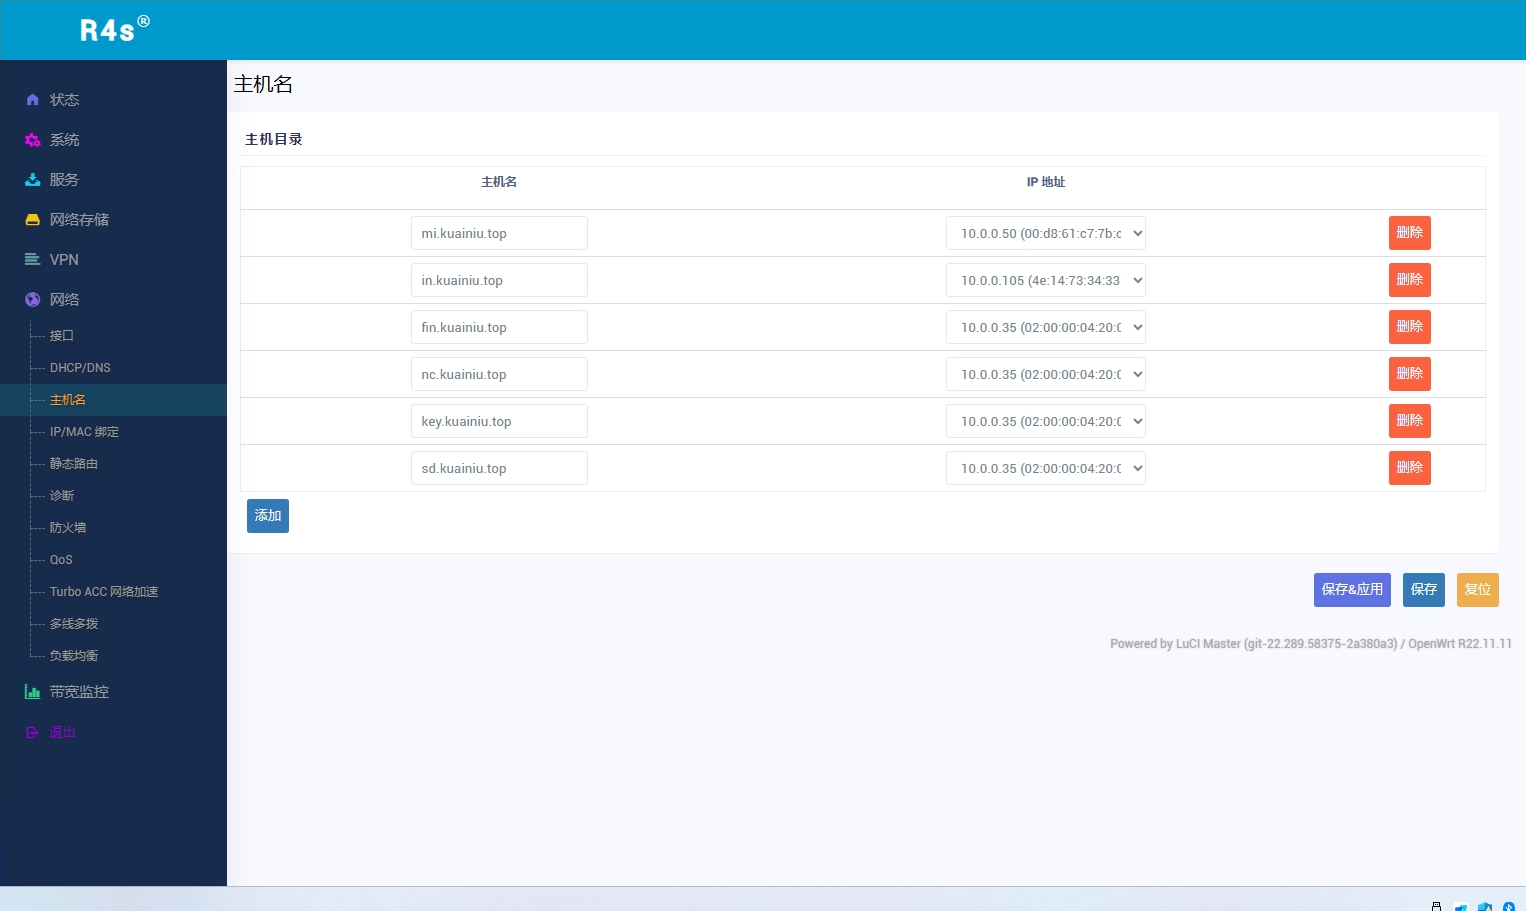 R4s®
状态
系统
服务
网络存储
VPN
网络
接口
DHCP/DNS
主机名
IP/MAC 绑定
静态路由
诊断
防火墙
QoS
Turbo ACC 网络加速
多线多拨
负载均衡
带宽监控
退出
主机名
主机目录
主机名 IP 地址
mi.kuainiu.top 10.0.0.50 (00:d8:61:c7:7b:c 删除
in.kuainiu.top 10.0.0.105 (4e:14:73:34:33 删除
fin.kuainiu.top 10.0.0.35 (02:00:00:04:20:0 删除
nc.kuainiu.top 10.0.0.35 (02:00:00:04:20:0 删除
key.kuainiu.top 10.0.0.35 (02:00:00:04:20:0 删除
sd.kuainiu.top 10.0.0.35 (02:00:00:04:20:0 删除
添加
保存&应用 保存 复位
Powered by LuCI Master (git-22.289.58375-2a380a3) / OpenWrt R22.11.11